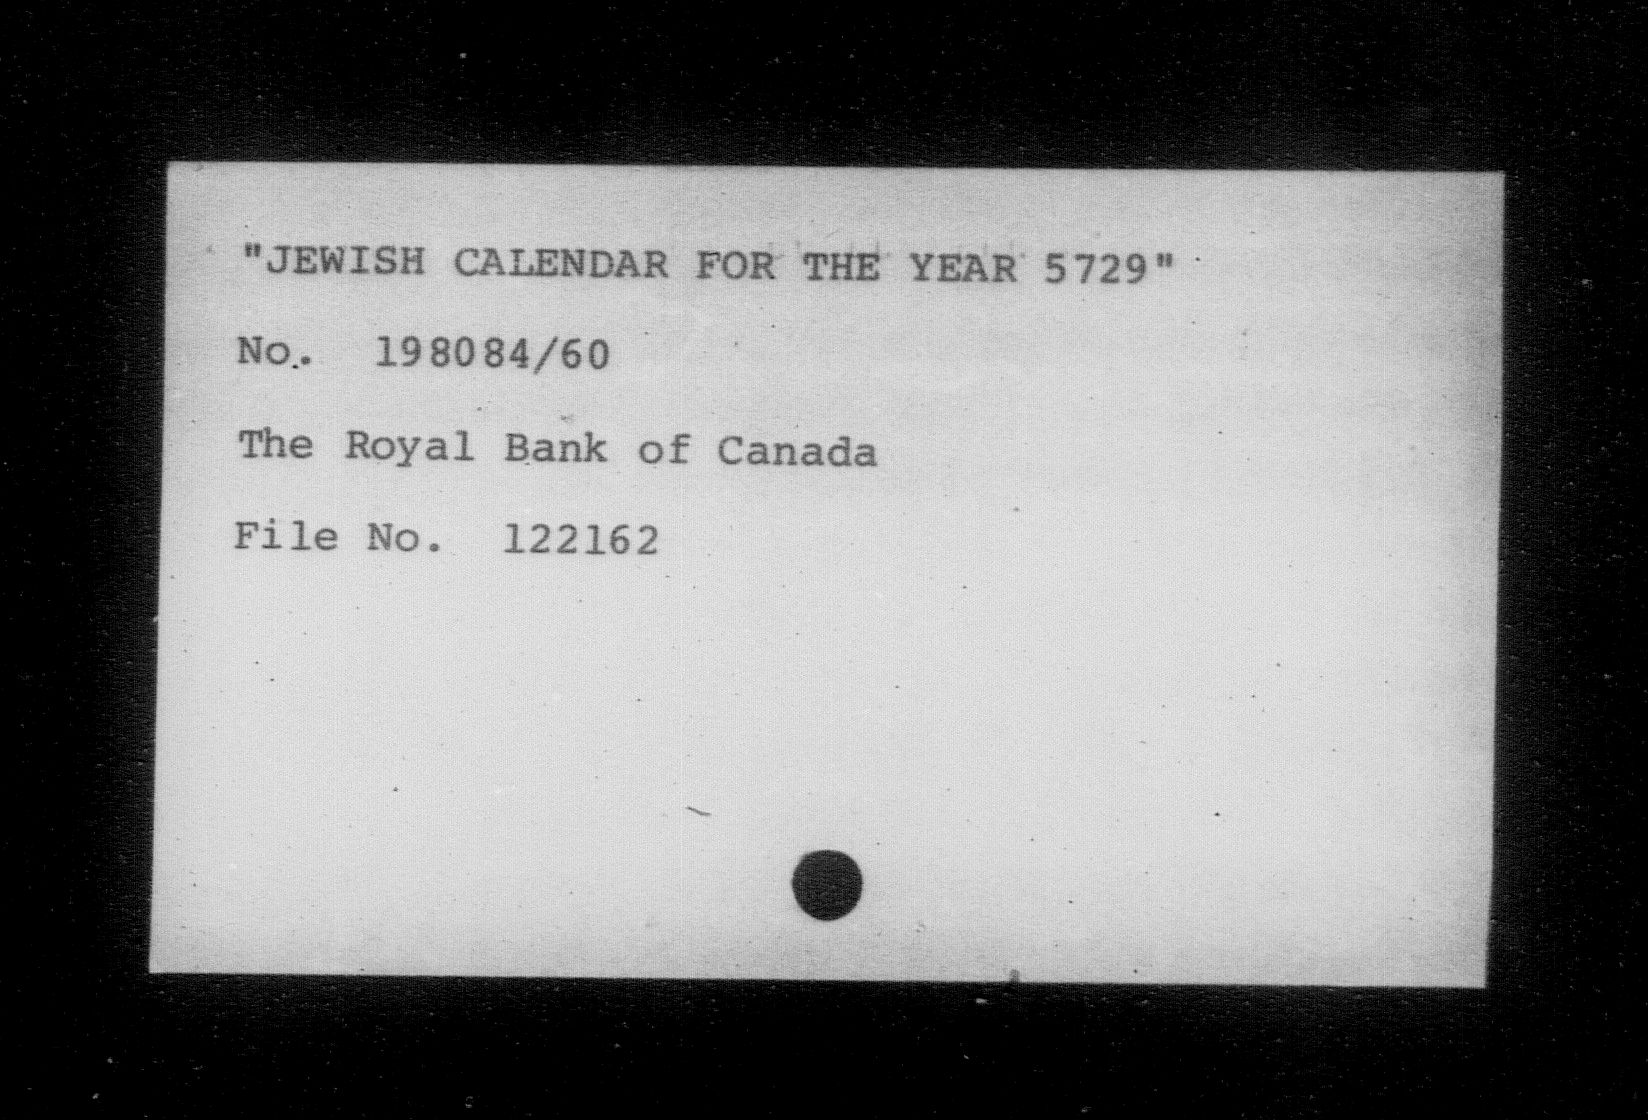 "JEWISH CALENDAR FOR THE YEAR 5729"
No. 198084/60
The Royal Bank of Canada
File No. 122162